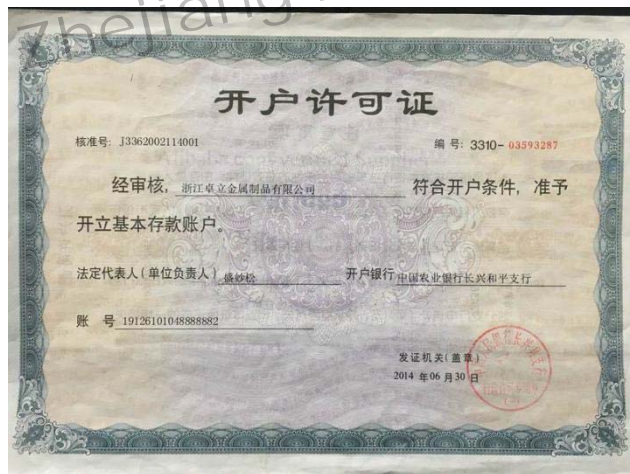 Zhejiang
开户许可证
核准号: J3362002114001
编号: 3310-03593287
经审核, 浙江卓立金属制品有限公司 符合开户条件, 准予
开立基本存款账户。
法定代表人(单位负责人) 盛妙松 开户银行 中国农业银行长兴和平支行
账 号 19126101048888882
发证机关(盖章)
2014 年 06 月 30 日